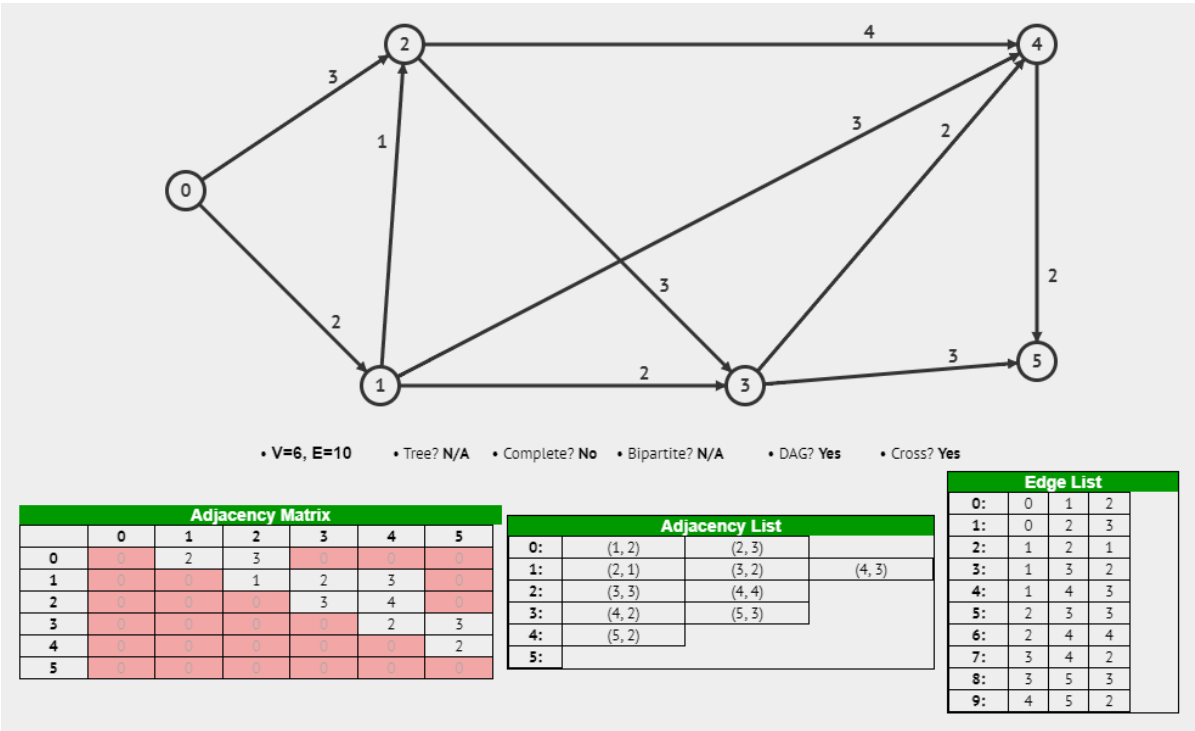 4
2
4
3
3
2
1
0
2
3
2
2
3
5
1
3
• V=6, E=10 • Tree? N/A • Complete? No • Bipartite? N/A • DAG? Yes • Cross? Yes
Adjacency Matrix
0 1 2 3 4 5
0 0 2 3 0 0 0
1 0 0 1 2 3 0
2 0 0 0 3 4 0
3 0 0 0 0 2 3
4 0 0 0 0 0 2
5 0 0 0 0 0 0
Adjacency List
0: (1, 2) (2, 3)
1: (2, 1) (3, 2) (4, 3)
2: (3, 3) (4, 4)
3: (4, 2) (5, 3)
4: (5, 2)
5:
Edge List
0: 0 1 2
1: 0 2 3
2: 1 2 1
3: 1 3 2
4: 1 4 3
5: 2 3 3
6: 2 4 4
7: 3 4 2
8: 3 5 3
9: 4 5 2